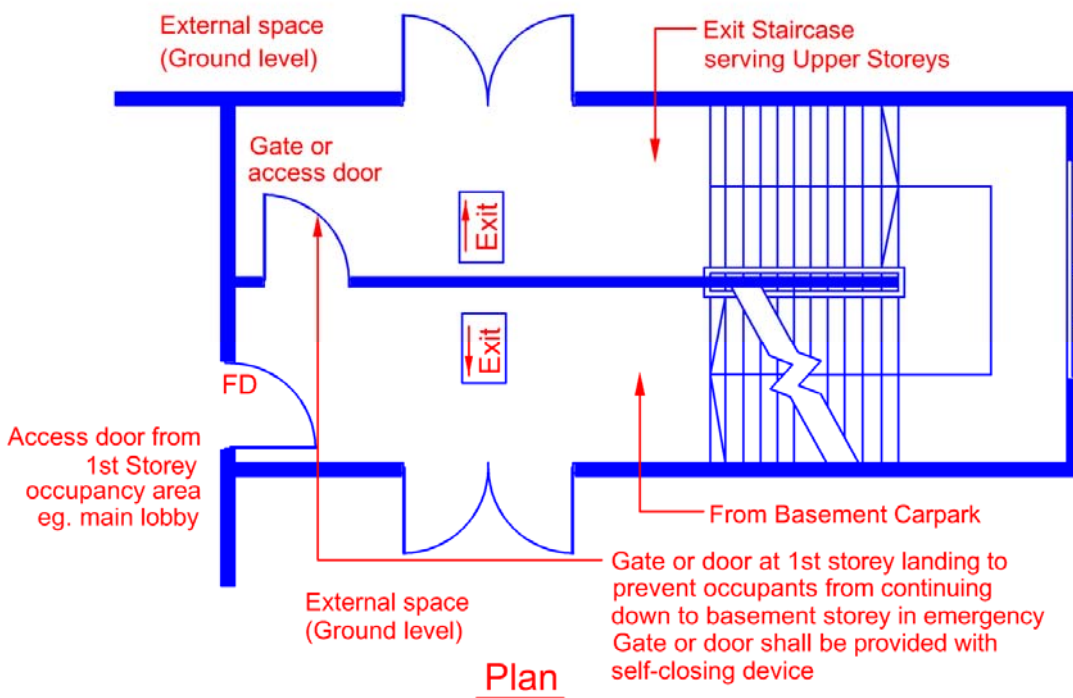 External space
(Ground level)
Exit Staircase
serving Upper Storeys
Gate or
access door
Exit
Exit
FD
Access door from
1st Storey
occupancy area
eg. main lobby
From Basement Carpark
External space
(Ground level)
Gate or door at 1st storey landing to
prevent occupants from continuing
down to basement storey in emergency
Gate or door shall be provided with
self-closing device
Plan